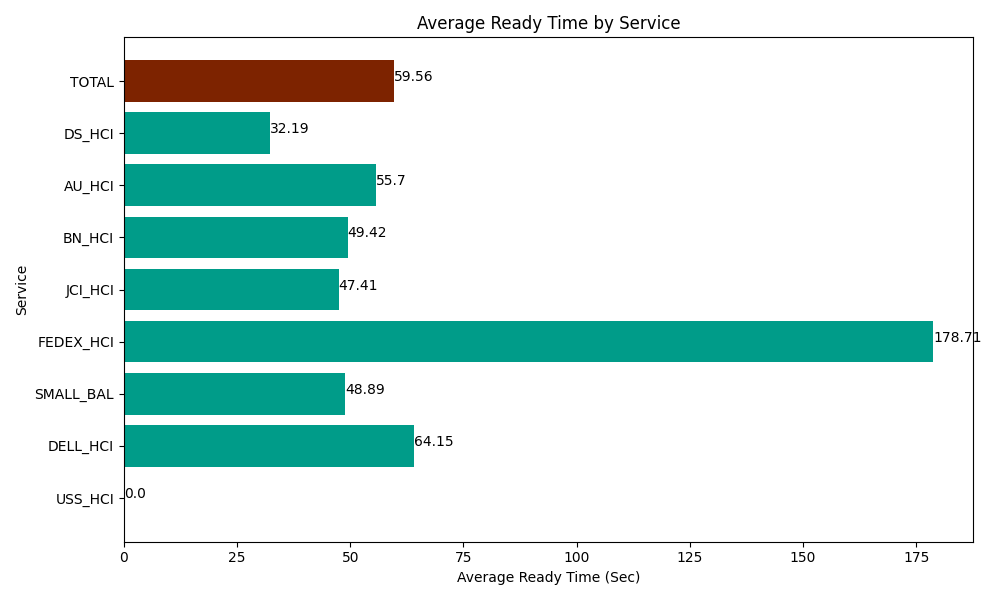 Average Ready Time by Service
Service
TOTAL 59.56
DS_HCI 32.19
AU_HCI 55.7
BN_HCI 49.42
JCI_HCI 47.41
FEDEX_HCI 178.71
SMALL_BAL 48.89
DELL_HCI 64.15
USS_HCI 0.0
0 25 50 75 100 125 150 175
Average Ready Time (Sec)